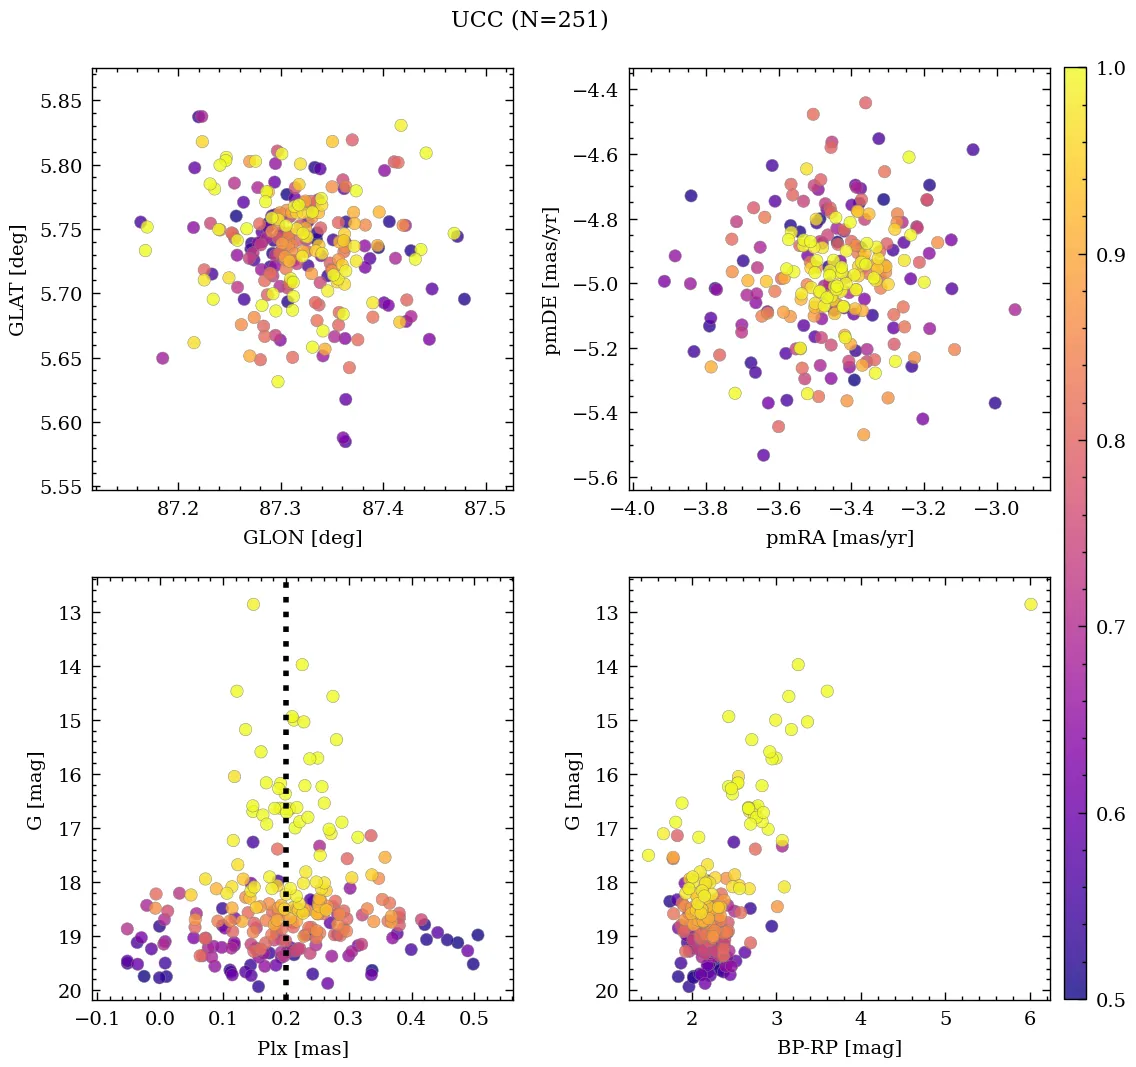 UCC (N=251)
5.85
5.80
5.75
5.70
5.65
5.60
5.55
GLAT [deg]
87.2 87.3 87.4 87.5
GLON [deg]
−4.4
−4.6
−4.8
−5.0
−5.2
−5.4
−5.6
pmDE [mas/yr]
−4.0 −3.8 −3.6 −3.4 −3.2 −3.0
pmRA [mas/yr]
13
14
15
16
17
18
19
20
G [mag]
−0.1 0.0 0.1 0.2 0.3 0.4 0.5
Plx [mas]
13
14
15
16
17
18
19
20
G [mag]
2 3 4 5 6
BP-RP [mag]
1.0
0.9
0.8
0.7
0.6
0.5